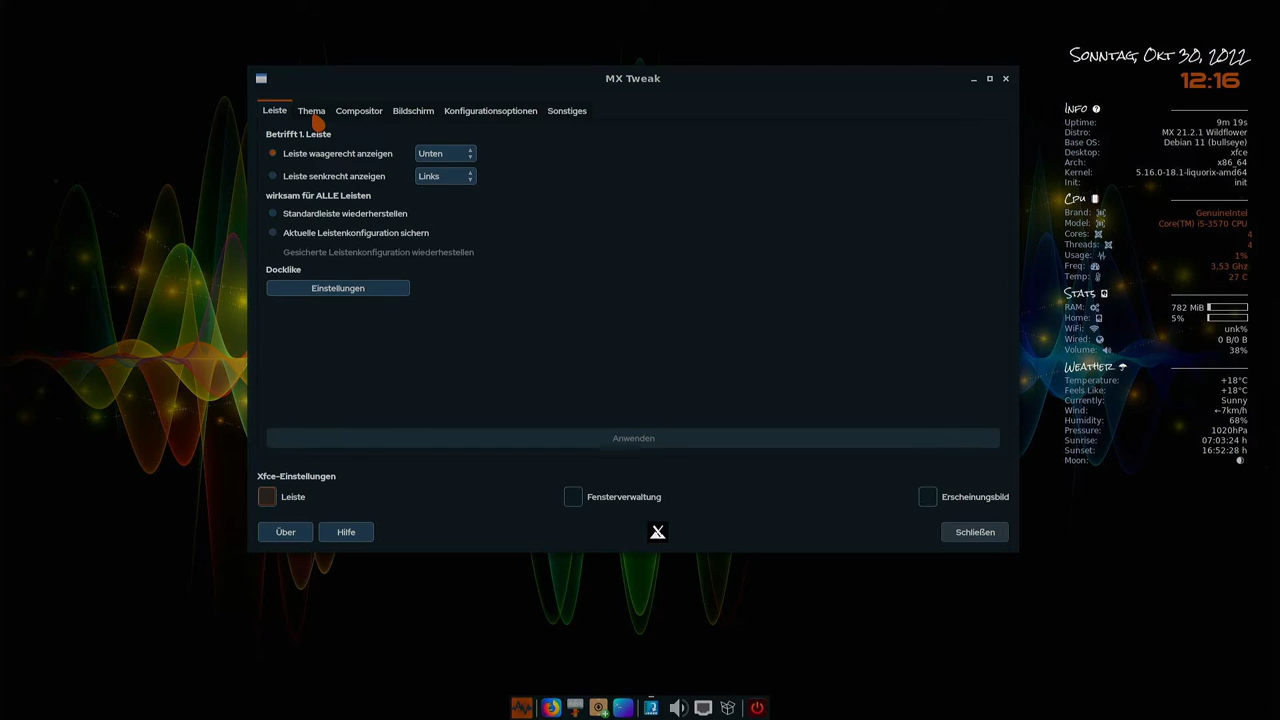 MX Tweak
Leiste Thema Compositor Bildschirm Konfigurationsoptionen Sonstiges
Betrifft 1. Leiste
Leiste waagerecht anzeigen Unten
Leiste senkrecht anzeigen Links
wirksam für ALLE Leisten
Standardleiste wiederherstellen
Aktuelle Leistenkonfiguration sichern
Gesicherte Leistenkonfiguration wiederhestellen
Docklike
Einstellungen
Anwenden
Xfce-Einstellungen
Leiste Fensterverwaltung Erscheinungsbild
Über Hilfe Schließen
Sonntag, Okt 30, 2022
12:16
Info
Uptime: 9m 19s
Distro: MX 21.2.1 Wildflower
Base OS: Debian 11 (bullseye)
Desktop: xfce
Arch: x86_64
Kernel: 5.16.0-18.1-liquorix-amd64
Init: init
Cpu
Brand: GenuineIntel
Model: Core(TM) i5-3570 CPU
Cores: 4
Threads: 4
Usage: 1%
Freq: 3,53 Ghz
Temp: 27 C
Stats
RAM: 782 MiB
Home: 5%
WiFi: unk%
Wired: 0 B/0 B
Volume: 38%
Weather
Temperature: +18°C
Feels Like: +18°C
Currently: Sunny
Wind: ←7km/h
Humidity: 68%
Pressure: 1020hPa
Sunrise: 07:03:24 h
Sunset: 16:52:28 h
Moon: